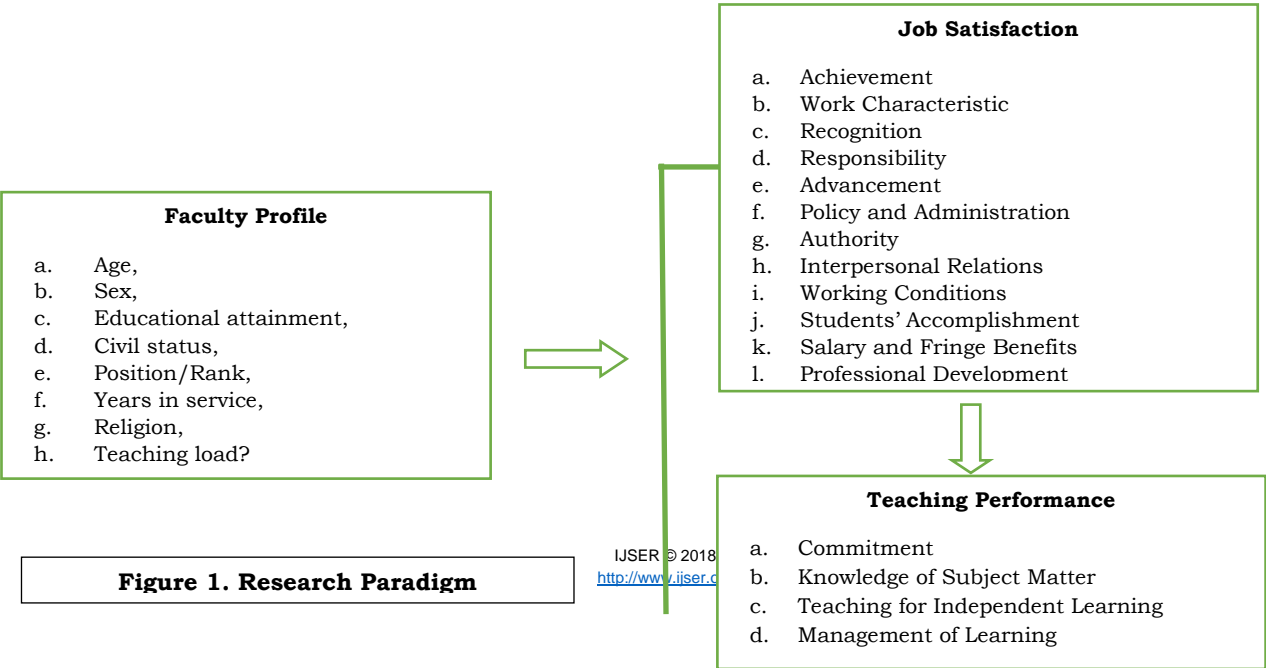 Job Satisfaction
a. Achievement
b. Work Characteristic
c. Recognition
d. Responsibility
e. Advancement
f. Policy and Administration
g. Authority
h. Interpersonal Relations
i. Working Conditions
j. Students' Accomplishment
k. Salary and Fringe Benefits
l. Professional Development
Faculty Profile
a. Age,
b. Sex,
c. Educational attainment,
d. Civil status,
e. Position/Rank,
f. Years in service,
g. Religion,
h. Teaching load?
Teaching Performance
a. Commitment
b. Knowledge of Subject Matter
c. Teaching for Independent Learning
d. Management of Learning
Figure 1. Research Paradigm
IJSER © 2018
http://www.ijser.